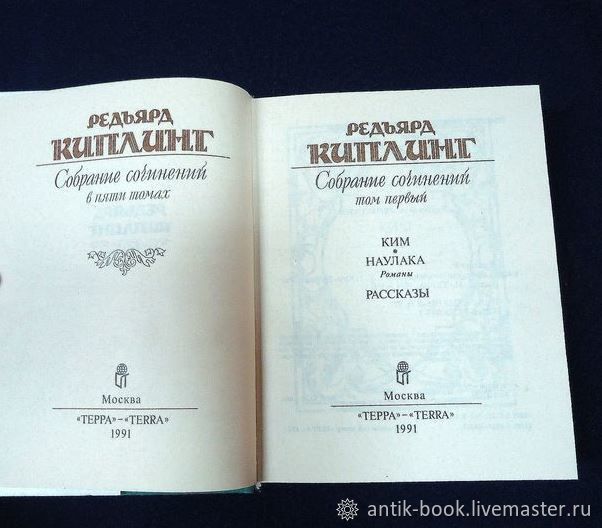 РЕДЬЯРД
КИПЛИНГ
Собрание сочинений
в пяти томах
Москва
«ТЕРРА»–«TERRA»
1991
РЕДЬЯРД
КИПЛИНГ
Собрание сочинений
том первый
КИМ
*
НАУЛАКА
Романы
РАССКАЗЫ
Москва
«ТЕРРА»–«TERRA»
1991
antik-book.livemaster.ru